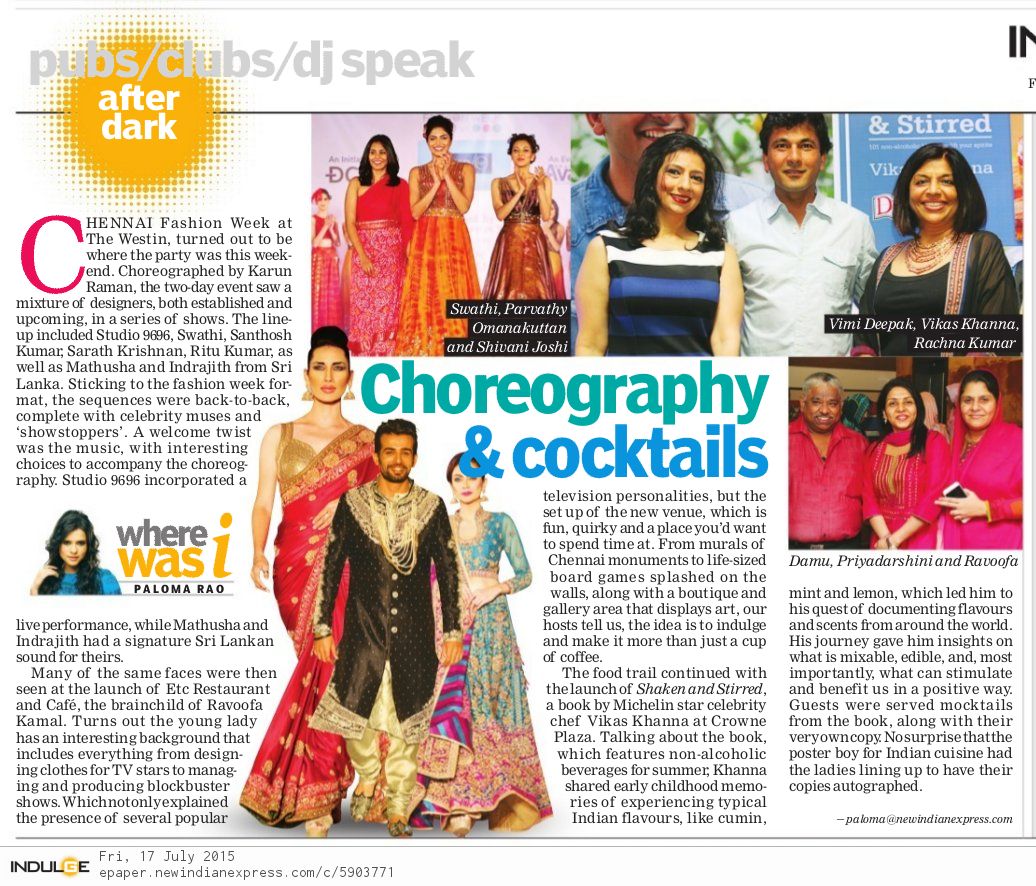 pubs/clubs/dj speak
after
dark
IN
F
CHENNAI Fashion Week at
The Westin, turned out to be
where the party was this week-
end. Choreographed by Karun
Raman, the two-day event saw a
mixture of designers, both established and
upcoming, in a series of shows. The line-
up included Studio 9696, Swathi, Santhosh
Kumar, Sarath Krishnan, Ritu Kumar, as
well as Mathusha and Indrajith from Sri
Lanka. Sticking to the fashion week for-
mat, the sequences were back-to-back,
complete with celebrity muses and
‘showstoppers’. A welcome twist
was the music, with interesting
choices to accompany the choreog-
raphy. Studio 9696 incorporated a
where
was i
PALOMA RAO
live performance, while Mathusha and
Indrajith had a signature Sri Lankan
sound for theirs.
Many of the same faces were then
seen at the launch of Etc Restaurant
and Café, the brainchild of Ravoofa
Kamal. Turns out the young lady
has an interesting background that
includes everything from design-
ing clothes for TV stars to manag-
ing and producing blockbuster
shows. Which not only explained
the presence of several popular
Swathi, Parvathy
Omanakuttan
and Shivani Joshi
& Stirred
Vimi Deepak, Vikas Khanna,
Rachna Kumar
Choreography
& cocktails
television personalities, but the
set up of the new venue, which is
fun, quirky and a place you’d want
to spend time at. From murals of
Chennai monuments to life-sized
board games splashed on the
walls, along with a boutique and
gallery area that displays art, our
hosts tell us, the idea is to indulge
and make it more than just a cup
of coffee.
The food trail continued with
the launch of Shaken and Stirred,
a book by Michelin star celebrity
chef Vikas Khanna at Crowne
Plaza. Talking about the book,
which features non-alcoholic
beverages for summer, Khanna
shared early childhood memo-
ries of experiencing typical
Indian flavours, like cumin,
Damu, Priyadarshini and Ravoofa
mint and lemon, which led him to
his quest of documenting flavours
and scents from around the world.
His journey gave him insights on
what is mixable, edible, and, most
importantly, what can stimulate
and benefit us in a positive way.
Guests were served mocktails
from the book, along with their
very own copy. No surprise that the
poster boy for Indian cuisine had
the ladies lining up to have their
copies autographed.
– paloma@newindianexpress.com
INDULGE
Fri, 17 July 2015
epaper.newindianexpress.com/c/5903771